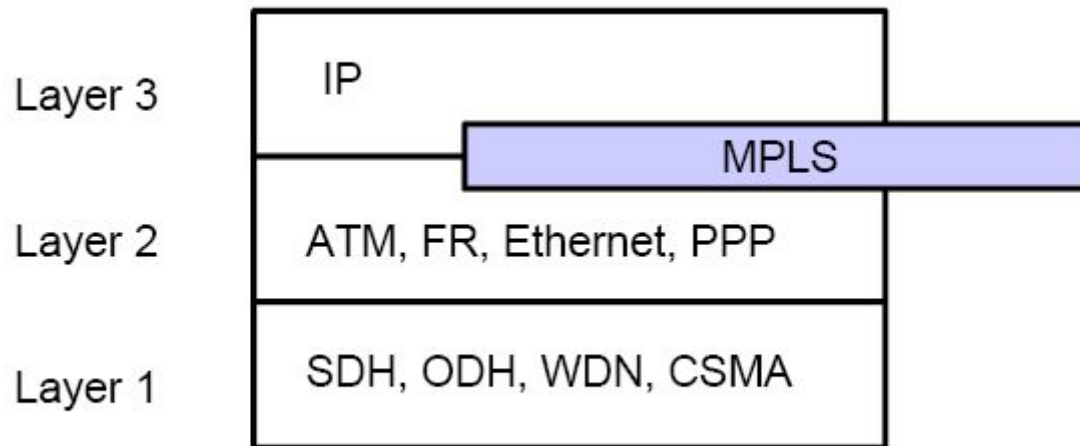 Layer 3
IP
MPLS
Layer 2
ATM, FR, Ethernet, PPP
Layer 1
SDH, ODH, WDN, CSMA